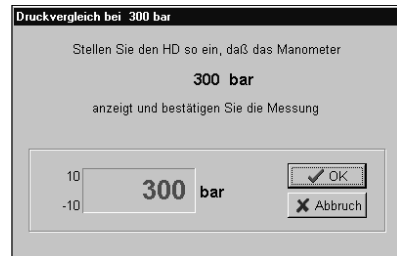 Druckvergleich bei 300 bar
Stellen Sie den HD so ein, daß das Manometer
300 bar
anzeigt und bestätigen Sie die Messung
10
-10
300 bar
OK
Abbruch